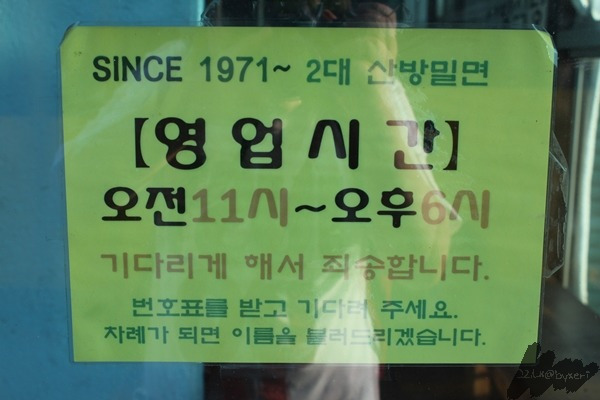 SINCE 1971~ 2대 산방밀면
【영업시간】
오전11시~오후6시
기다리게 해서 죄송합니다.
번호표를 받고 기다려 주세요.
차례가 되면 이름을 불러드리겠습니다.